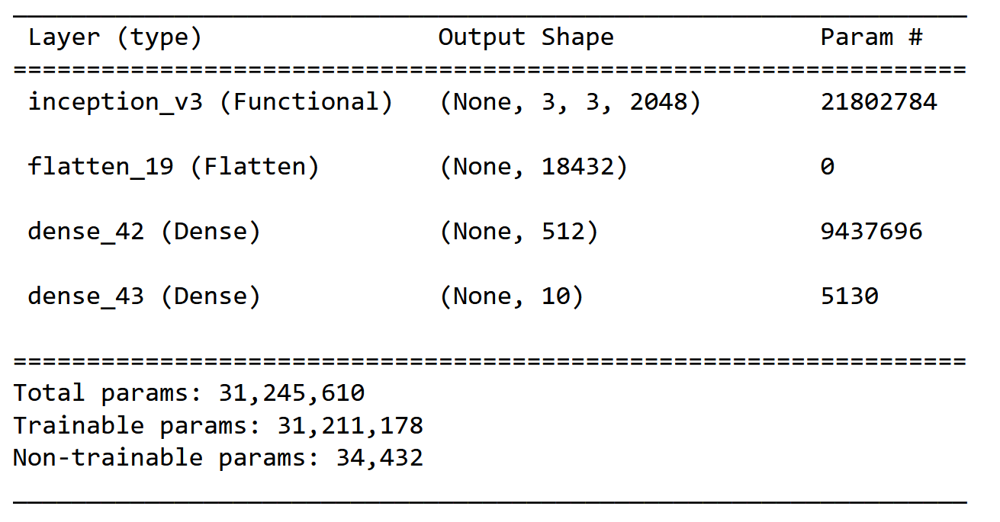 Layer (type) Output Shape Param #
=================================================================
inception_v3 (Functional) (None, 3, 3, 2048) 21802784
flatten_19 (Flatten) (None, 18432) 0
dense_42 (Dense) (None, 512) 9437696
dense_43 (Dense) (None, 10) 5130
=================================================================
Total params: 31,245,610
Trainable params: 31,211,178
Non-trainable params: 34,432